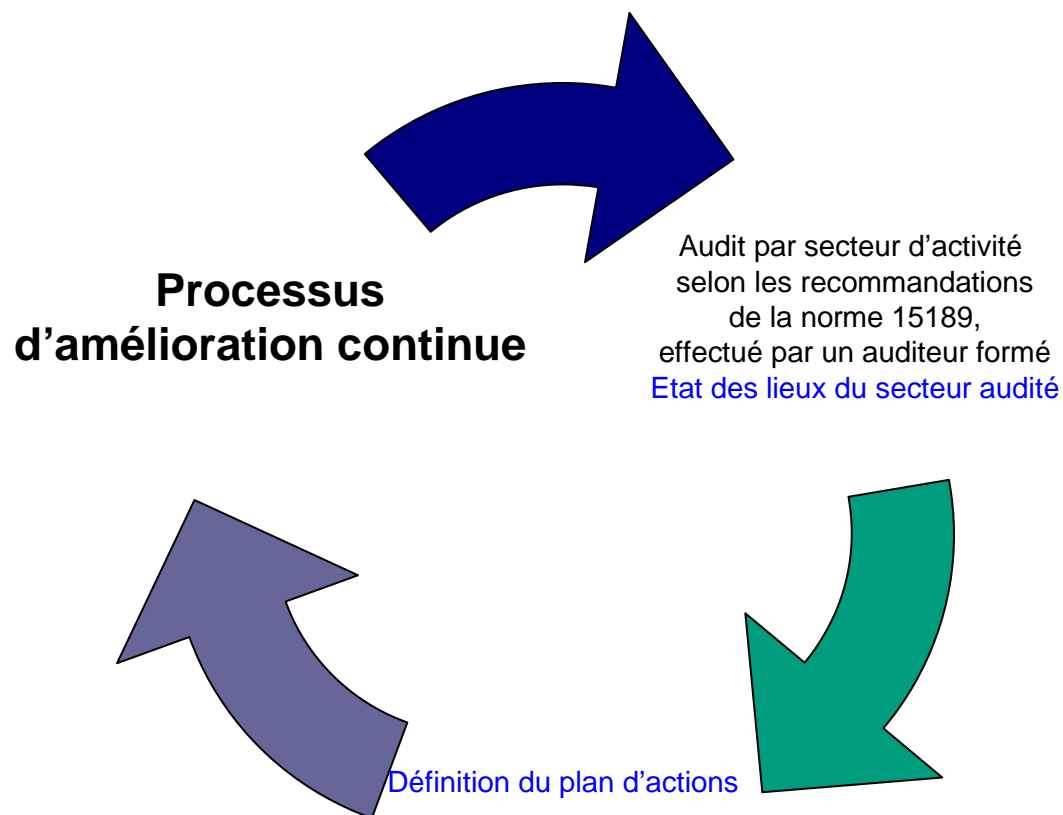 Processus
d’amélioration continue
Audit par secteur d’activité
selon les recommandations
de la norme 15189,
effectué par un auditeur formé
Etat des lieux du secteur audité
Définition du plan d’actions